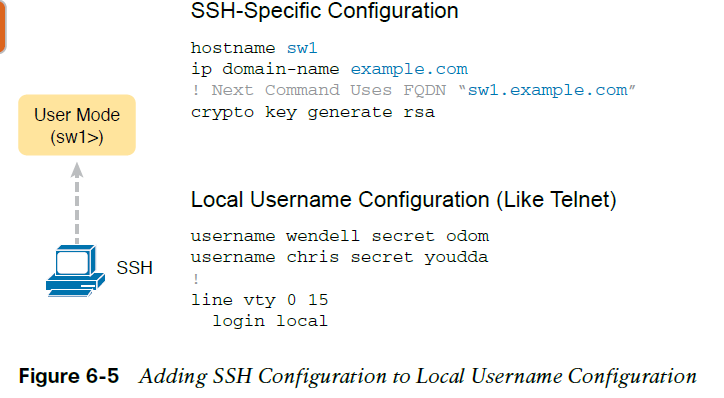 SSH-Specific Configuration
hostname sw1
ip domain-name example.com
! Next Command Uses FQDN “sw1.example.com”
crypto key generate rsa
User Mode
(sw1>)
SSH
Local Username Configuration (Like Telnet)
username wendell secret odom
username chris secret youdda
!
line vty 0 15
login local
Figure 6-5 Adding SSH Configuration to Local Username Configuration